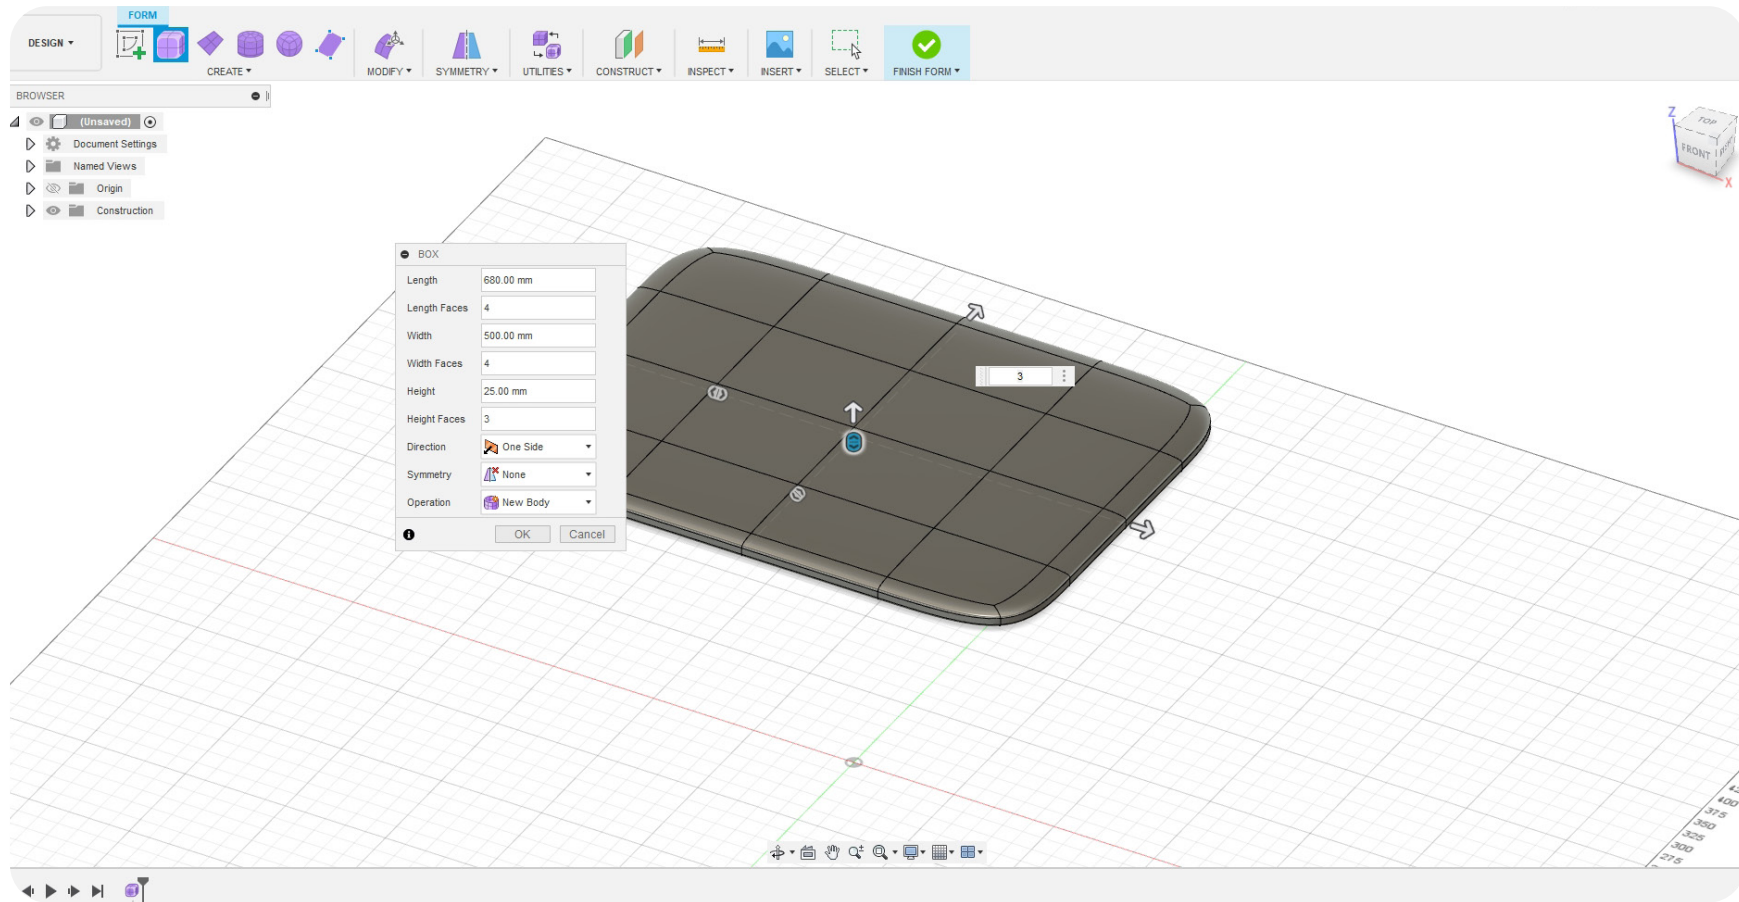 FORM
DESIGN
CREATE
MODIFY
SYMMETRY
UTILITIES
CONSTRUCT
INSPECT
INSERT
SELECT
FINISH FORM
BROWSER
(Unsaved)
Document Settings
Named Views
Origin
Construction
Z
TOP
FRONT
X
BOX
Length 680.00 mm
Length Faces 4
Width 500.00 mm
Width Faces 4
Height 25.00 mm
Height Faces 3
Direction One Side
Symmetry None
Operation New Body
OK Cancel
3
400
375
350
325
300
275